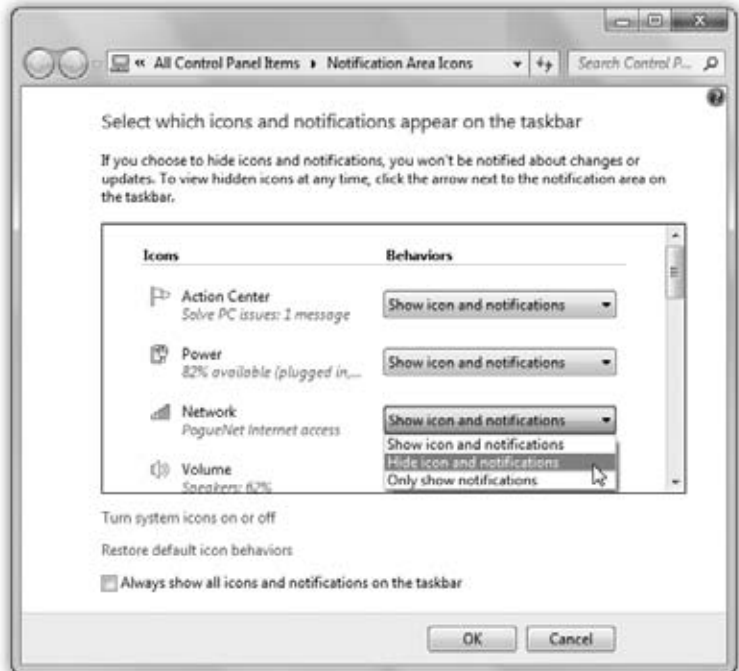 « All Control Panel Items ▸ Notification Area Icons
Search Control P...
Select which icons and notifications appear on the taskbar
If you choose to hide icons and notifications, you won't be notified about changes or
updates. To view hidden icons at any time, click the arrow next to the notification area on
the taskbar.
Icons Behaviors
Action Center
Solve PC issues: 1 message
Show icon and notifications
Power
82% available (plugged in,...
Show icon and notifications
Network
PogueNet Internet access
Show icon and notifications
Show icon and notifications
Hide icon and notifications
Only show notifications
Volume
Speakers: 62%
Turn system icons on or off
Restore default icon behaviors
Always show all icons and notifications on the taskbar
OK Cancel